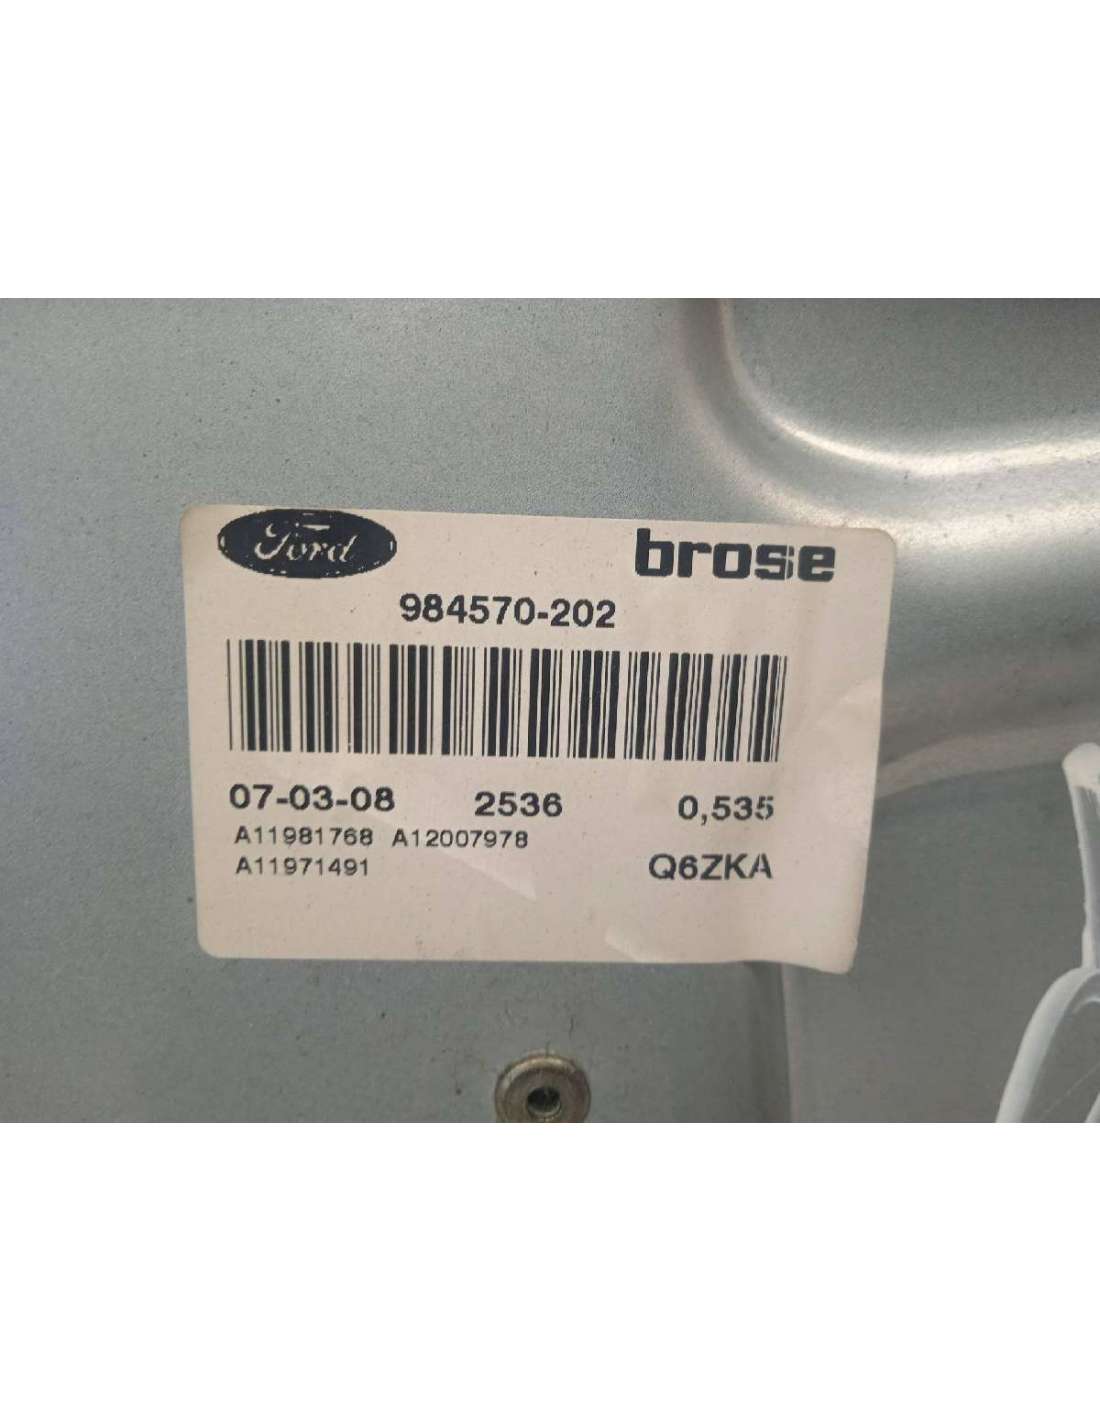 Ford brose
984570-202
07-03-08 2536 0,535
A11981768 A12007978
A11971491 Q6ZKA